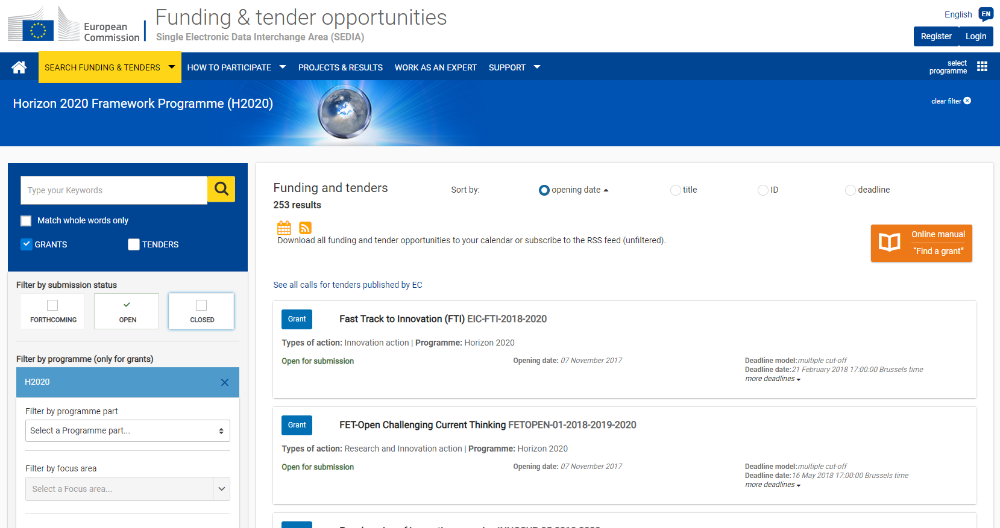 European
Commission
Funding & tender opportunities
Single Electronic Data Interchange Area (SEDIA)
English EN
Register Login
SEARCH FUNDING & TENDERS HOW TO PARTICIPATE PROJECTS & RESULTS WORK AS AN EXPERT SUPPORT
select
programme
Horizon 2020 Framework Programme (H2020)
clear filter
Type your Keywords
Match whole words only
GRANTS TENDERS
Filter by submission status
FORTHCOMING OPEN CLOSED
Filter by programme (only for grants)
H2020
Filter by programme part
Select a Programme part...
Filter by focus area
Select a Focus area...
Funding and tenders
253 results
Sort by: opening date title ID deadline
Download all funding and tender opportunities to your calendar or subscribe to the RSS feed (unfiltered).
Online manual
“Find a grant”
See all calls for tenders published by EC
Grant Fast Track to Innovation (FTI) EIC-FTI-2018-2020
Types of action: Innovation action | Programme: Horizon 2020
Open for submission
Opening date: 07 November 2017
Deadline model:multiple cut-off
Deadline date:21 February 2018 17:00:00 Brussels time
more deadlines
Grant FET-Open Challenging Current Thinking FETOPEN-01-2018-2019-2020
Types of action: Research and Innovation action | Programme: Horizon 2020
Open for submission
Opening date: 07 November 2017
Deadline model:multiple cut-off
Deadline date:16 May 2018 17:00:00 Brussels time
more deadlines